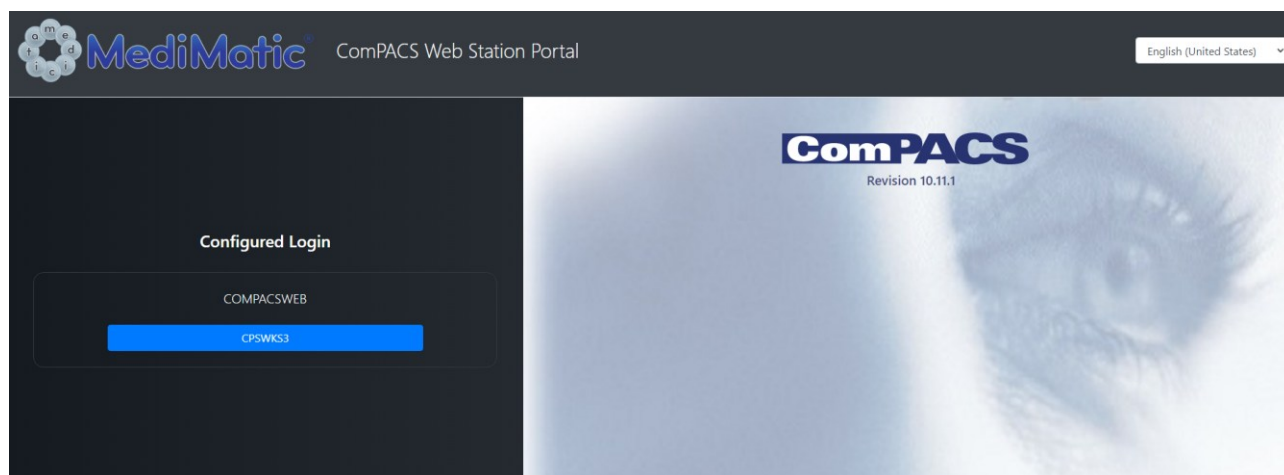 MediMatic®
ComPACS Web Station Portal
English (United States)
Configured Login
COMPACSWEB
CPSWKS3
ComPACS
Revision 10.11.1